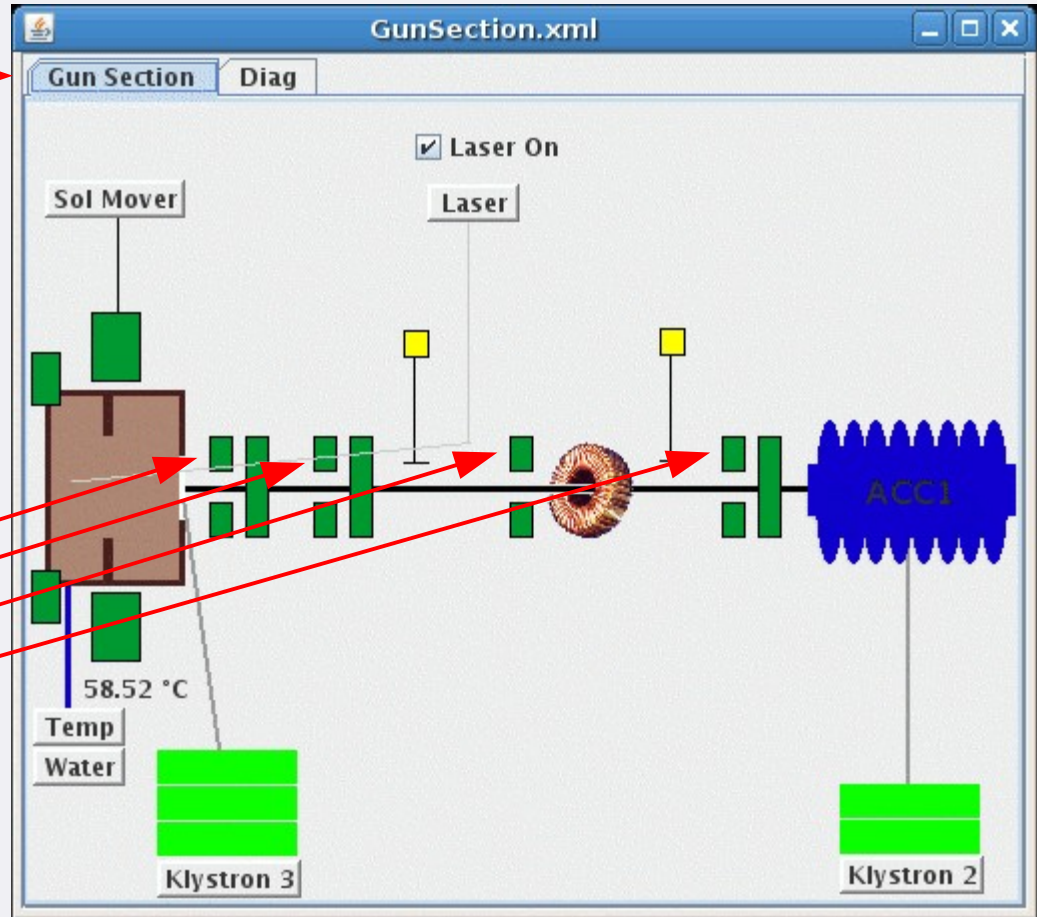 GunSection.xml
Gun Section Diag
Laser On
Sol Mover
Laser
ACC1
58.52 °C
Temp
Water
Klystron 3
Klystron 2